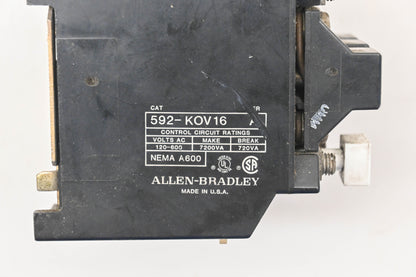 CAT ER
592-KOV16 A
CONTROL CIRCUIT RATINGS
VOLTS AC MAKE BREAK
120-600 7200VA 720VA
NEMA A600
ALLEN-BRADLEY
MADE IN U.S.A.